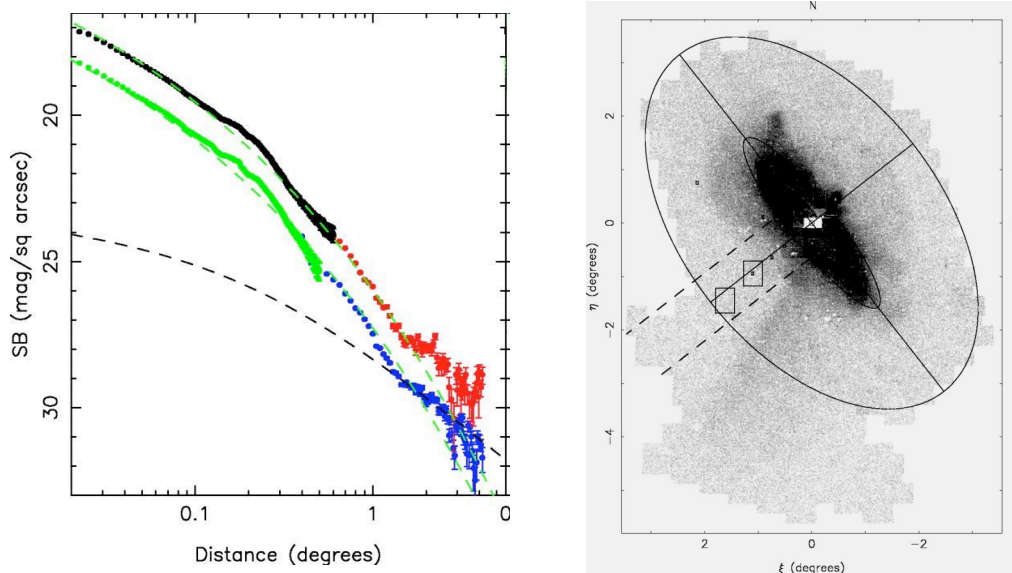 SB (mag/sq arcsec)
20
25
30
0.1
1
0
Distance (degrees)
N
η (degrees)
2
0
−2
−4
2
0
−2
ξ (degrees)